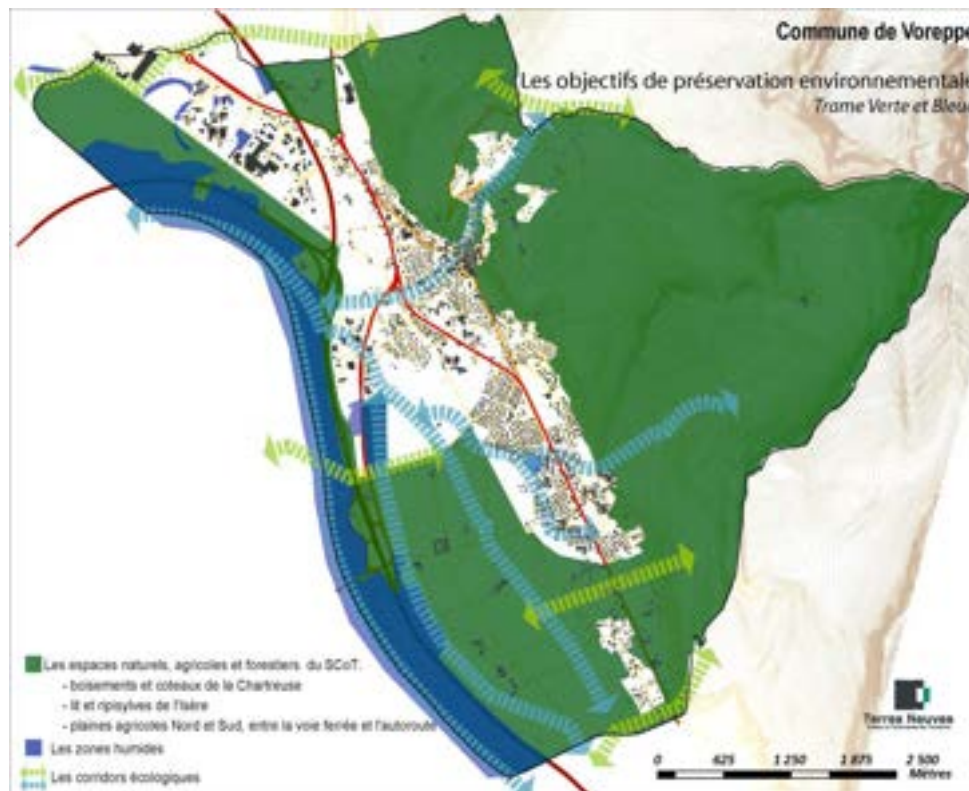 Commune de Voreppe
Les objectifs de préservation environnementale
Trame Verte et Bleue
Les espaces naturels, agricoles et forestiers du SCoT.
- boisements et coteaux de la Chartreuse
- lit et ripisylves de l'Isère
- plaines agricoles Nord et Sud, entre la voie ferrée et l'autoroute
Les zones humides
Les corridors écologiques
Terres Neuves
0 625 1 250 1 875 2 500
Mètres